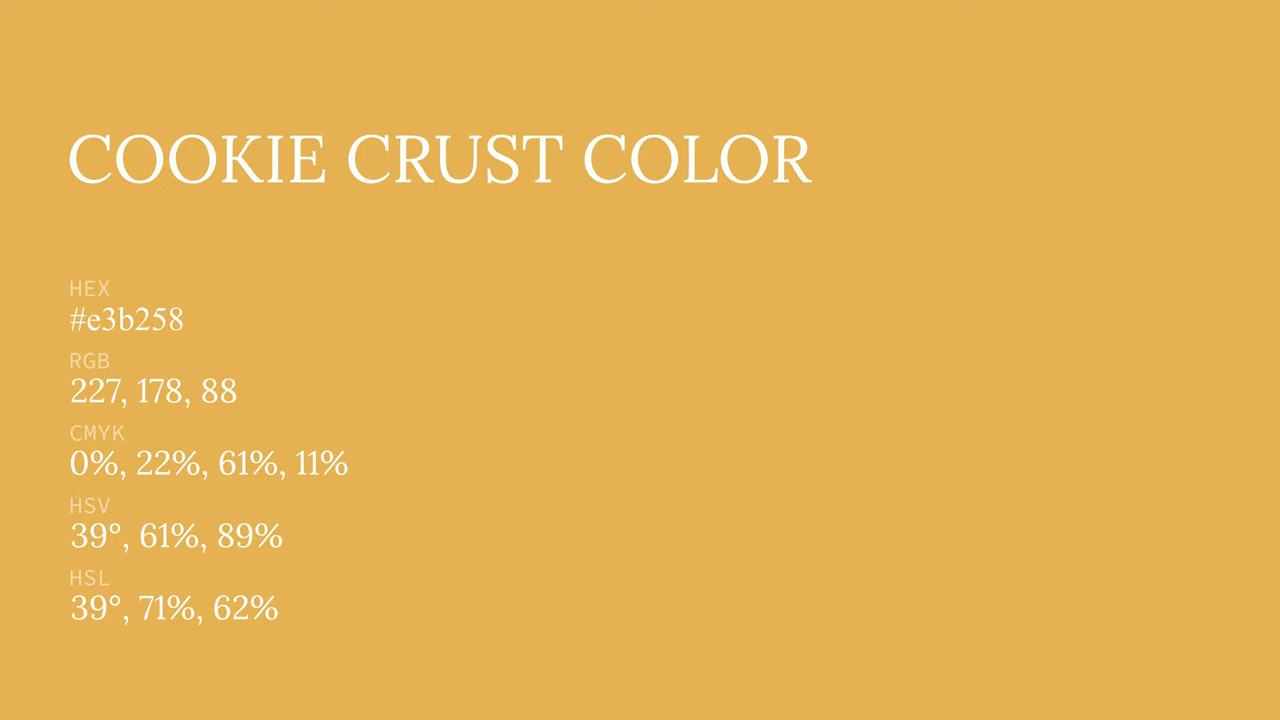 COOKIE CRUST COLOR
HEX
#e3b258
RGB
227, 178, 88
CMYK
0%, 22%, 61%, 11%
HSV
39°, 61%, 89%
HSL
39°, 71%, 62%